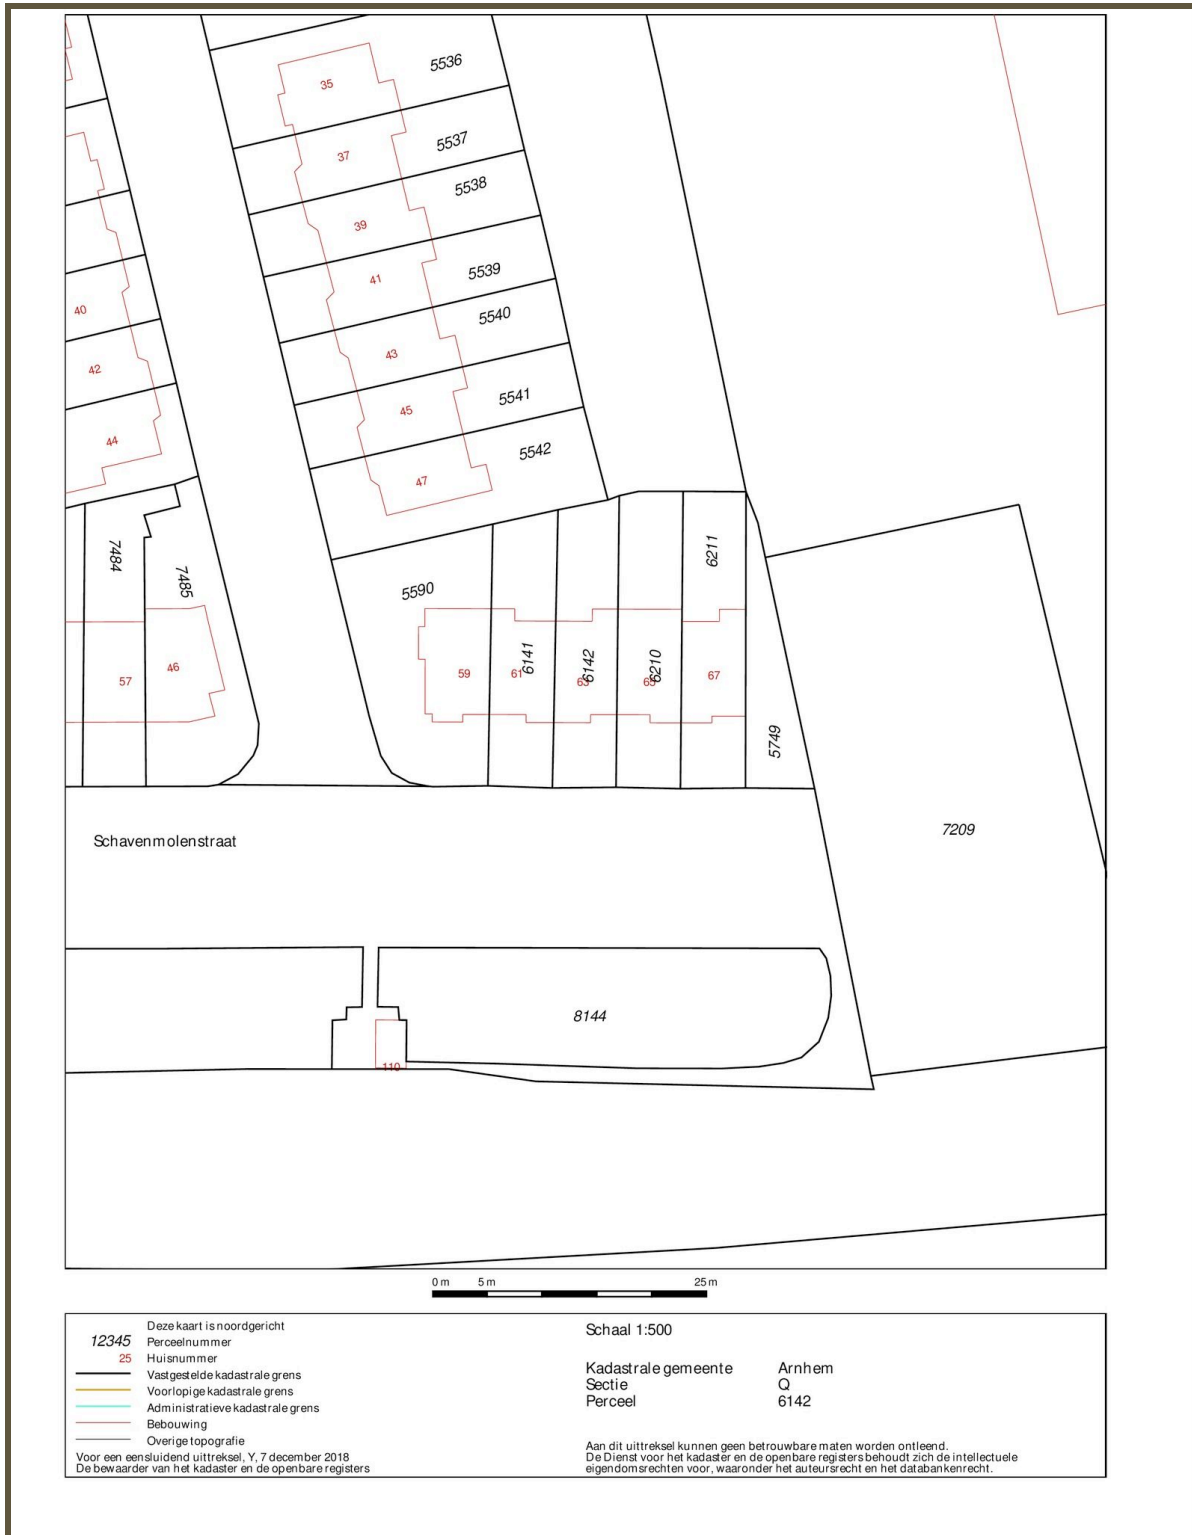 5536
35
5537
37
5538
39
5539
41
40
5540
43
42
5541
45
44
5542
47
7484
7485
6211
5590
6141
6142
6210
59
61
63
65
67
46
57
5749
7209
Schavenmolenstraat
8144
110
0 m 5 m 25 m
Deze kaart is noordgericht
12345 Perceelnummer
25 Huisnummer
Vastgestelde kadastrale grens
Voorlopige kadastrale grens
Administratieve kadastrale grens
Bebouwing
Overige topografie
Voor een eensluidend uittreksel, Y, 7 december 2018
De bewaarder van het kadaster en de openbare registers
Schaal 1:500
Kadastrale gemeente Arnhem
Sectie Q
Perceel 6142
Aan dit uittreksel kunnen geen betrouwbare maten worden ontleend.
De Dienst voor het kadaster en de openbare registers behoudt zich de intellectuele
eigendomsrechten voor, waaronder het auteursrecht en het databankenrecht.